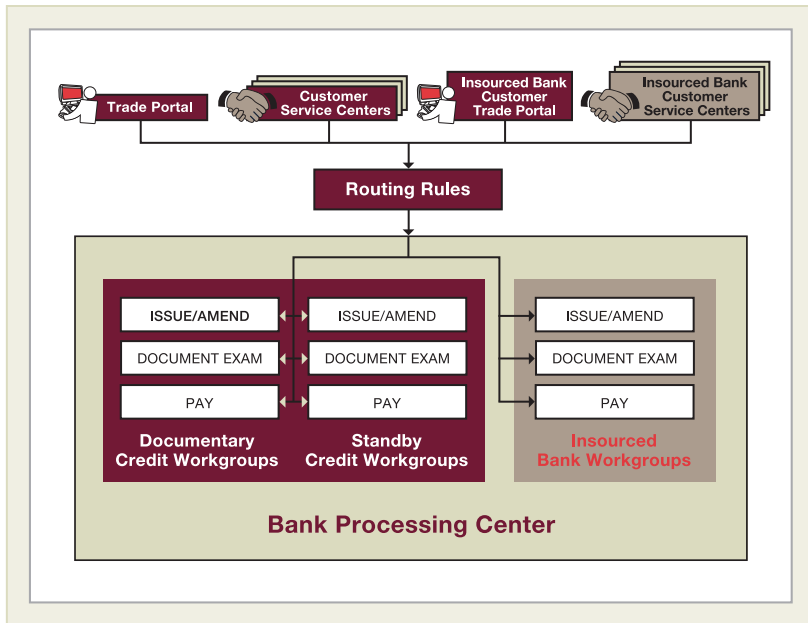 Trade Portal
Customer
Service Centers
Insourced Bank
Customer
Trade Portal
Insourced Bank
Customer
Service Centers
Routing Rules
ISSUE/AMEND
DOCUMENT EXAM
PAY
Documentary
Credit Workgroups
ISSUE/AMEND
DOCUMENT EXAM
PAY
Standby
Credit Workgroups
ISSUE/AMEND
DOCUMENT EXAM
PAY
Insourced
Bank Workgroups
Bank Processing Center